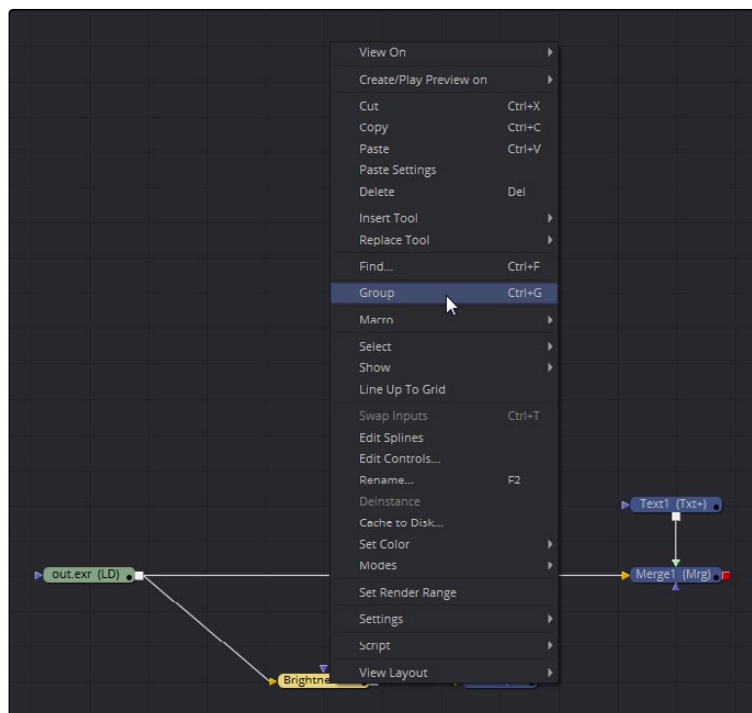 View On
Create/Play Preview on
Cut Ctrl+X
Copy Ctrl+C
Paste Ctrl+V
Paste Settings
Delete Del
Insert Tool
Replace Tool
Find... Ctrl+F
Group Ctrl+G
Macro
Select
Show
Line Up To Grid
Swap Inputs Ctrl+T
Edit Splines
Edit Controls...
Rename... F2
Text1 (Txt+)
Deinstance
Cache to Disk...
Set Color
Modes
out.exr (LD)
Merge1 (Mrg)
Set Render Range
Settings
Script
View Layout